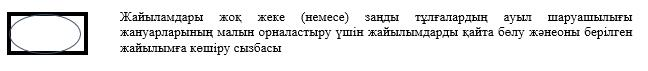 Жайыламдары жоқ жеке (немесе) заңды тұлғалардың ауыл шаруашылығы
жануарларының малын орналастыру үшін жайылымдарды қайта бөлу жәнеоны берілген
жайылымға көшіру сызбасы